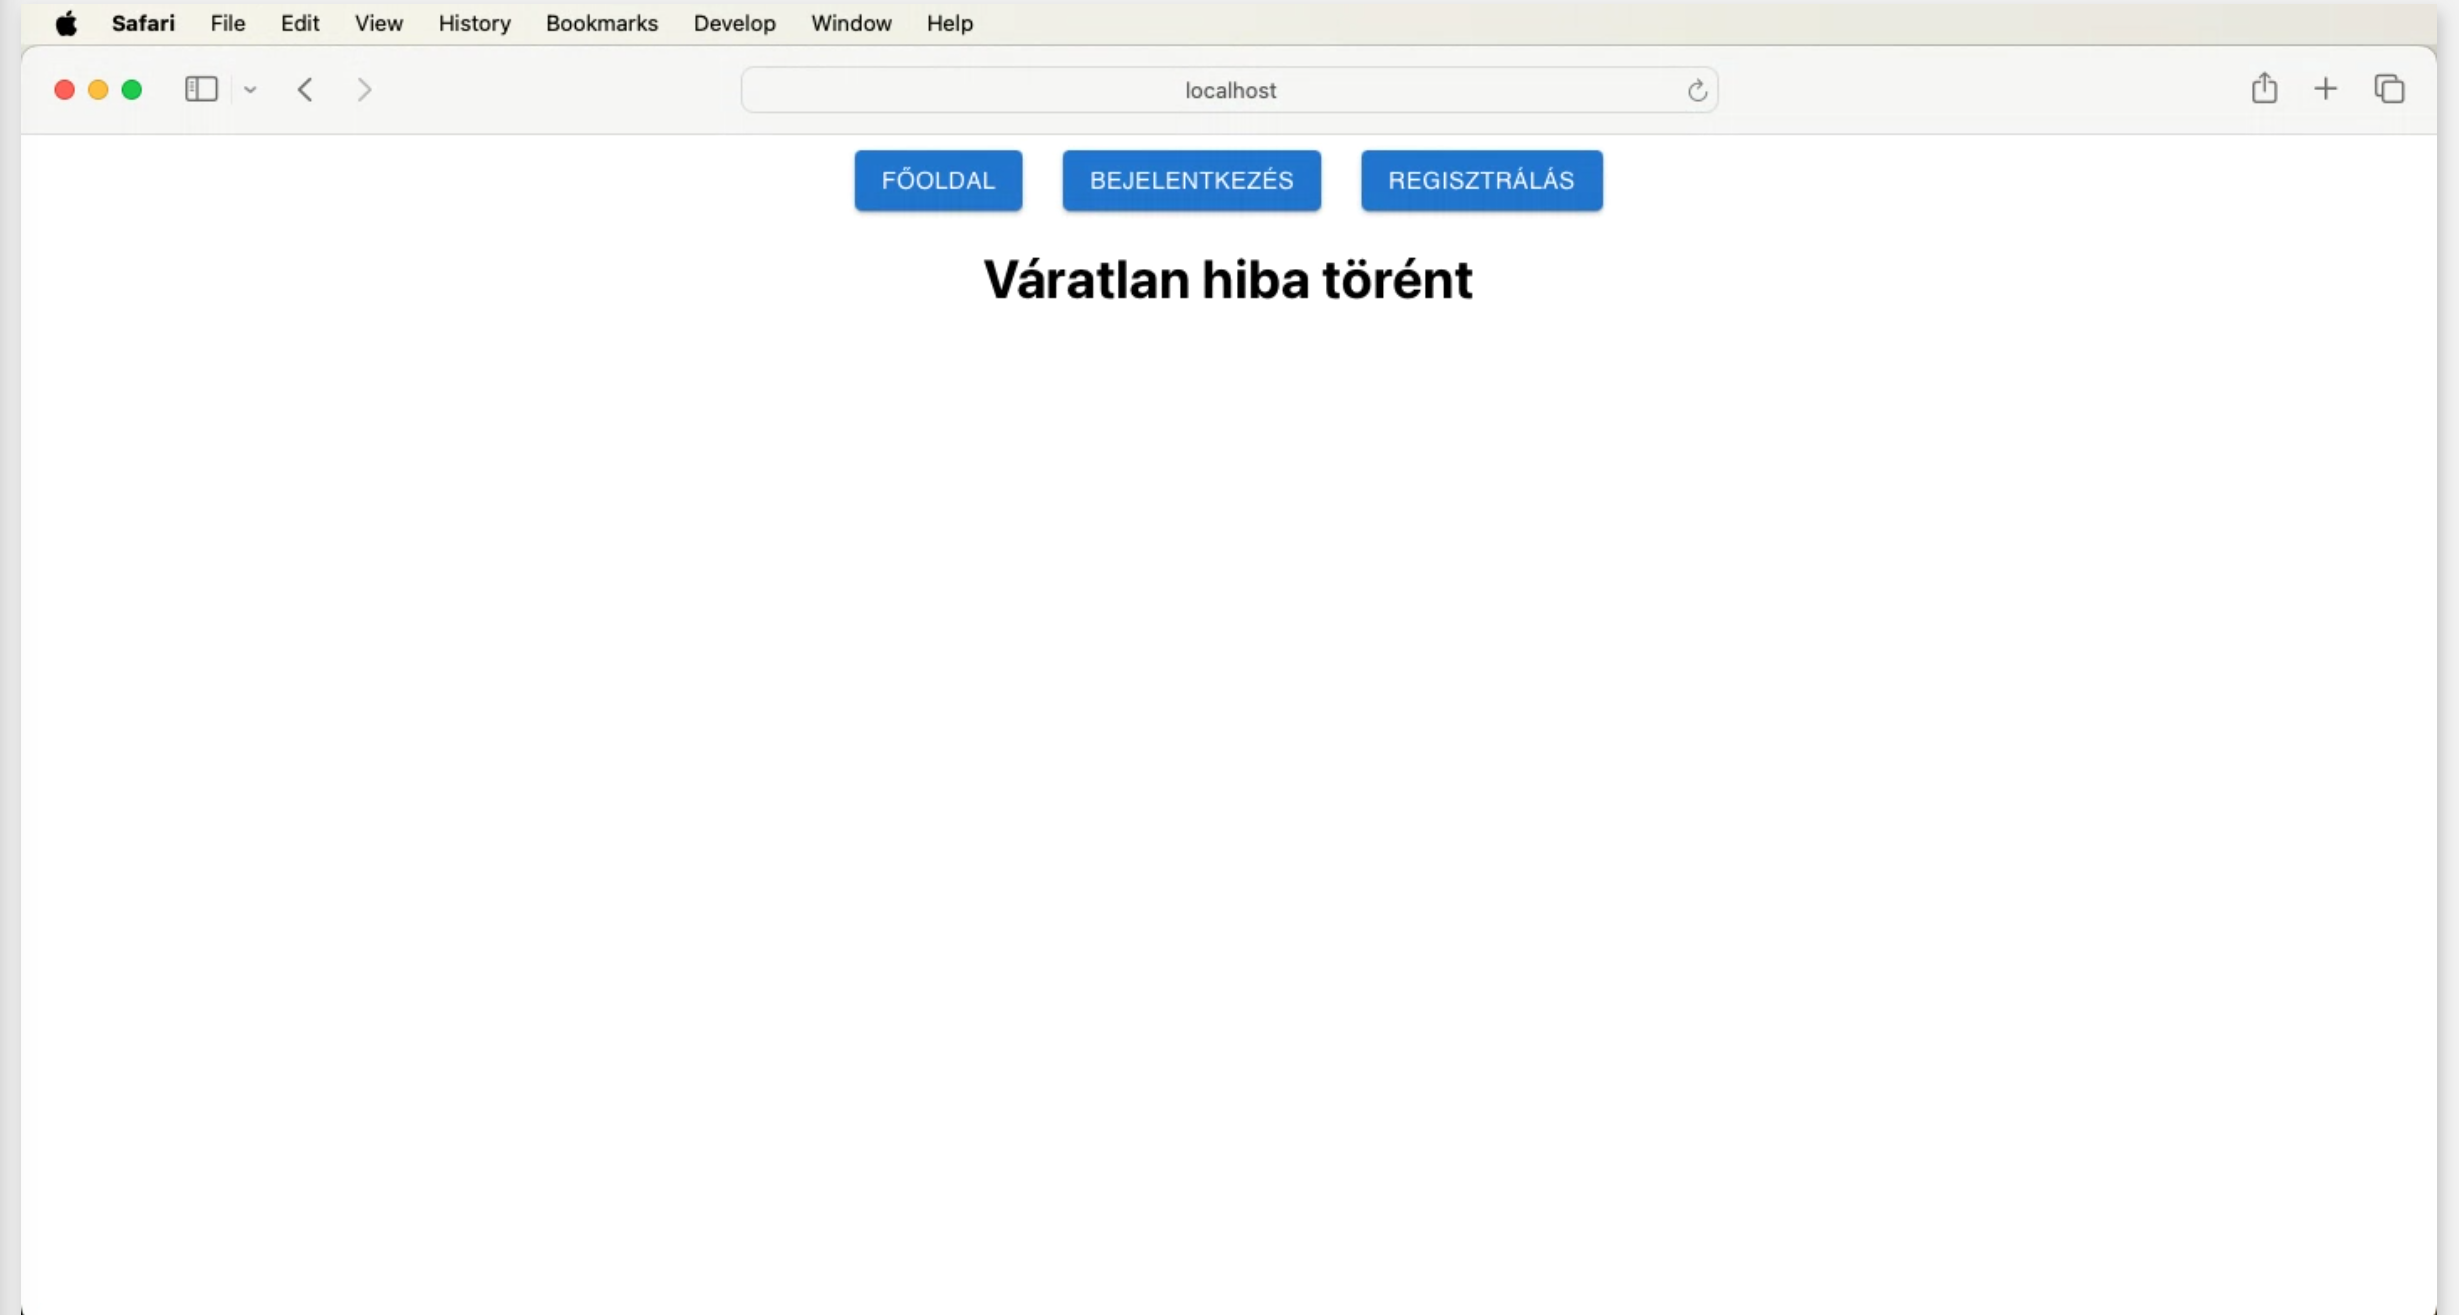 Safari File Edit View History Bookmarks Develop Window Help
localhost
FŐOLDAL BEJELENTKEZÉS REGISZTRÁLÁS
Váratlan hiba törént